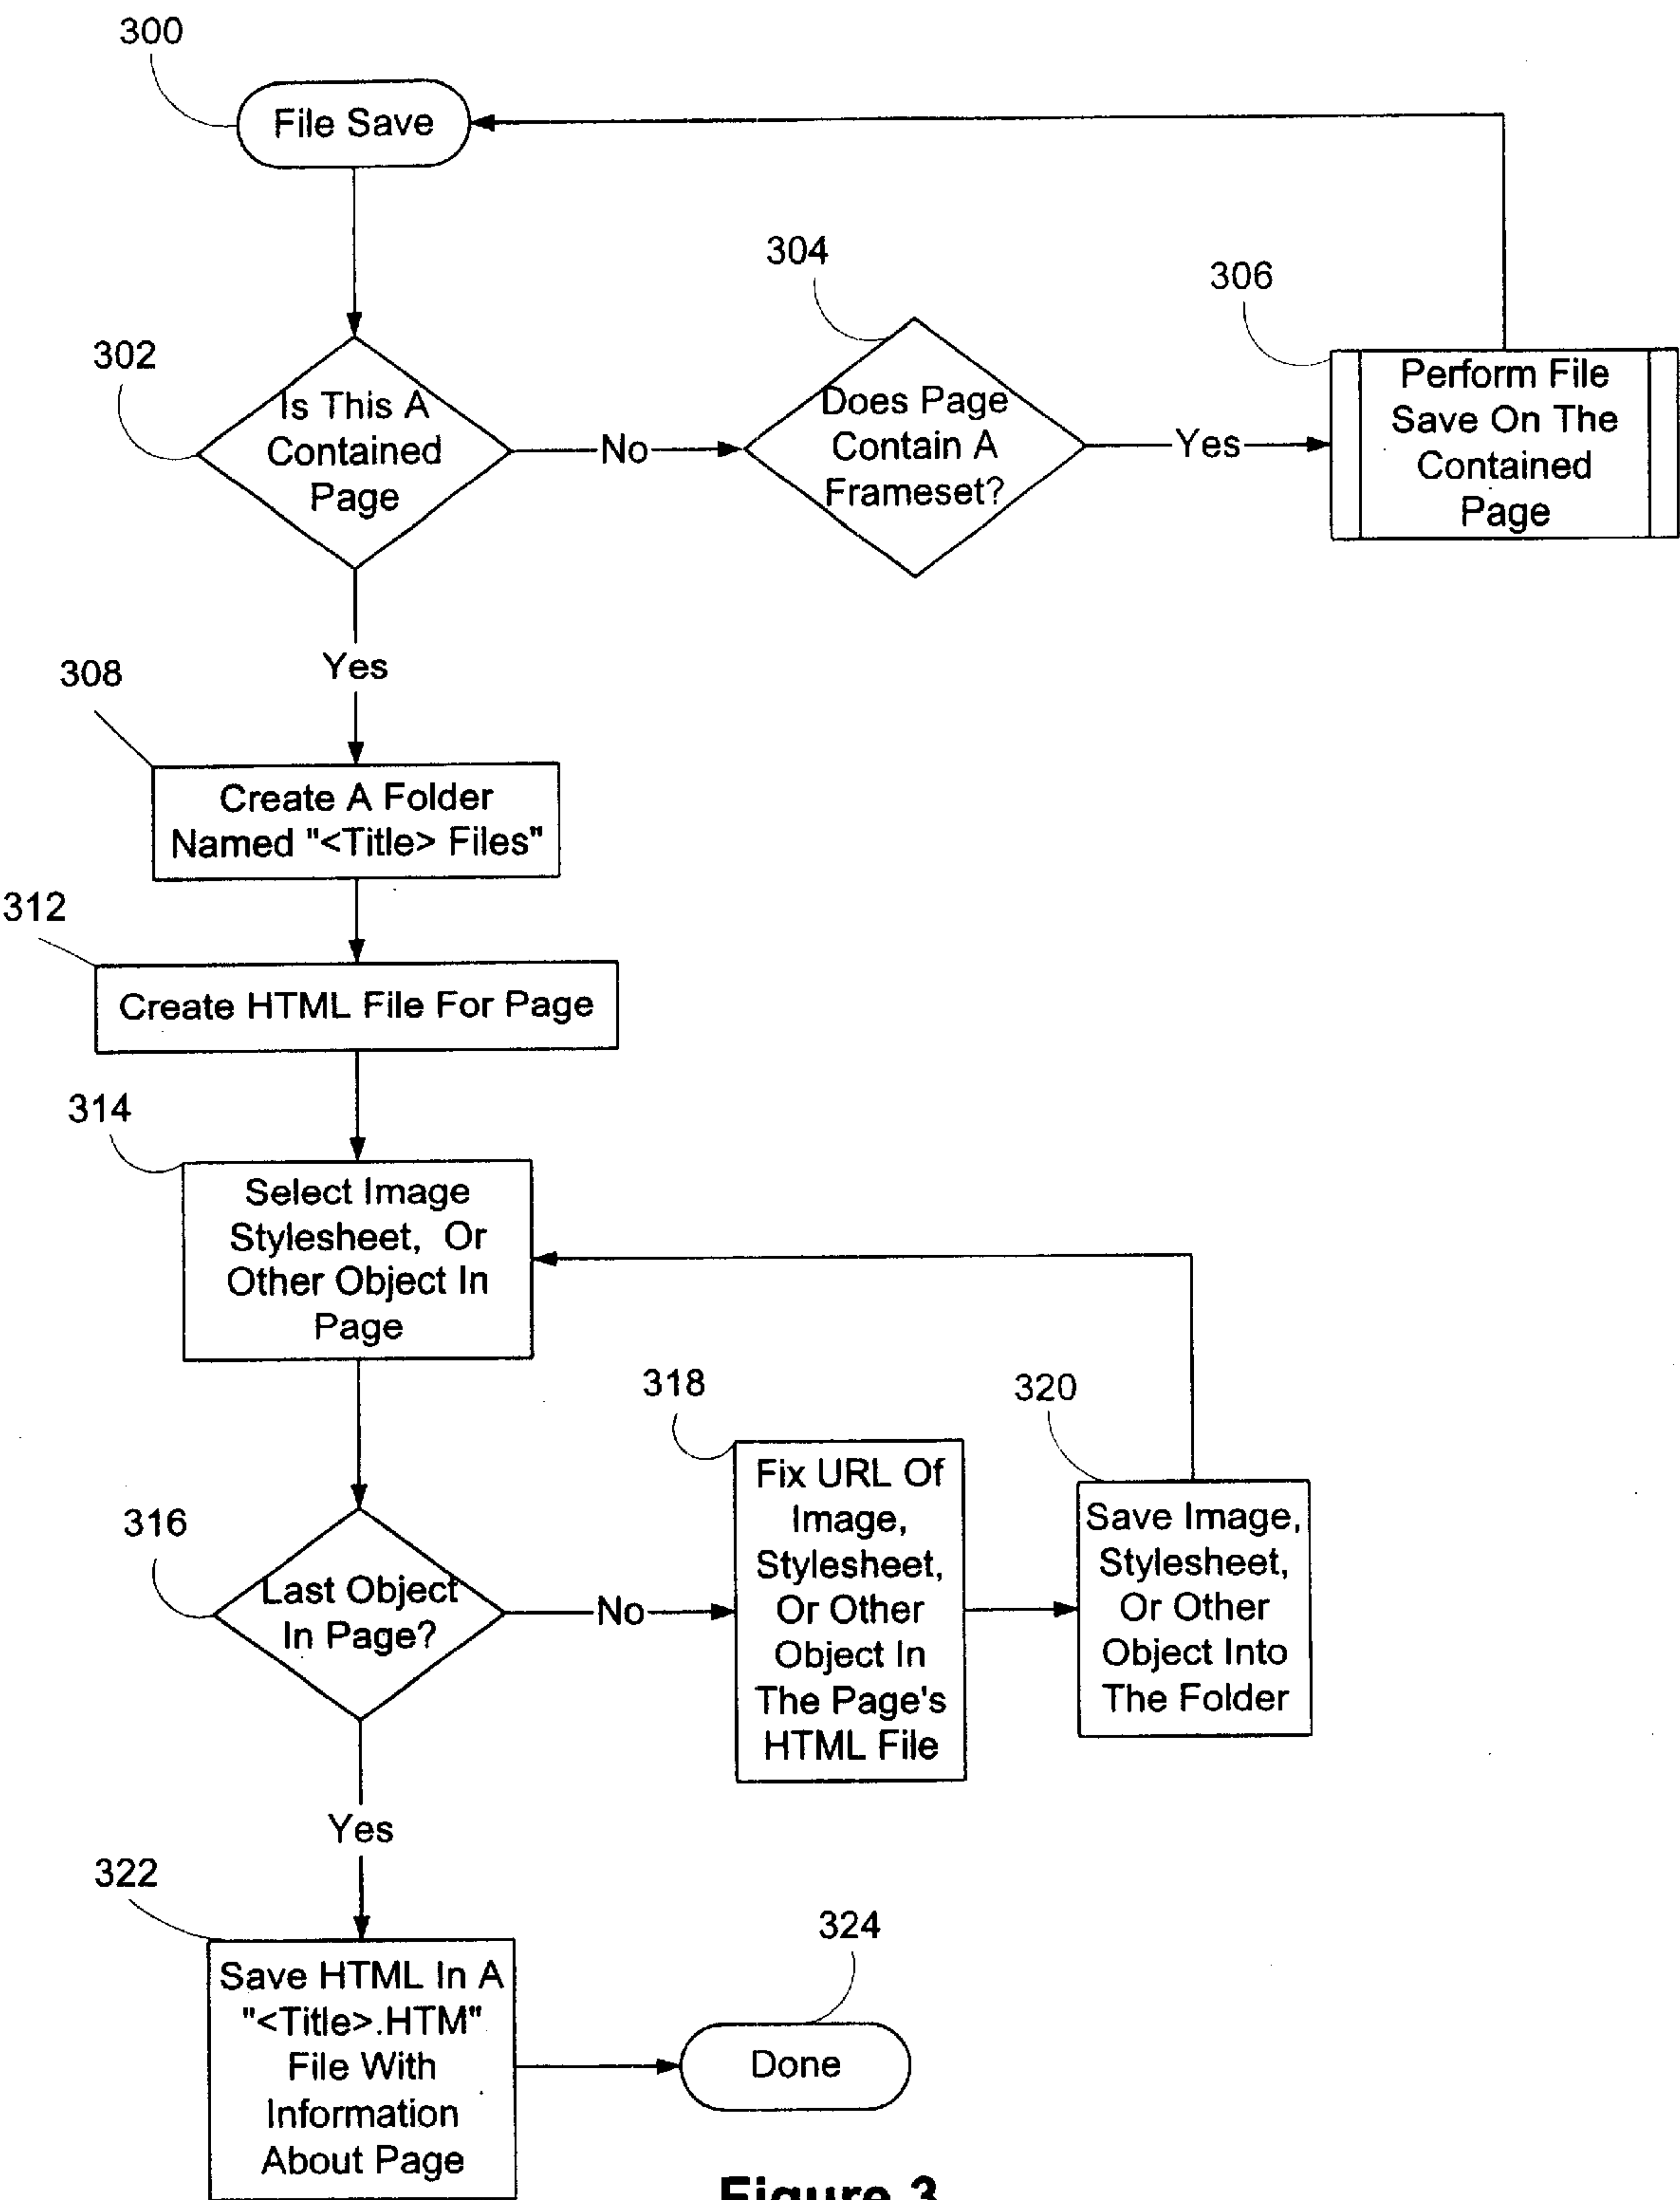 300
File Save
304
306
302
Is This A
Contained
Page
No
Does Page
Contain A
Frameset?
Yes
Perform File
Save On The
Contained
Page
Yes
308
Create A Folder
Named "<Title> Files"
312
Create HTML File For Page
314
Select Image
Stylesheet, Or
Other Object In
Page
318
320
316
Last Object
In Page?
No
Fix URL Of
Image,
Stylesheet,
Or Other
Object In
The Page's
HTML File
Save Image,
Stylesheet,
Or Other
Object Into
The Folder
Yes
322
Save HTML In A
"<Title>.HTM"
File With
Information
About Page
324
Done
Figure 3